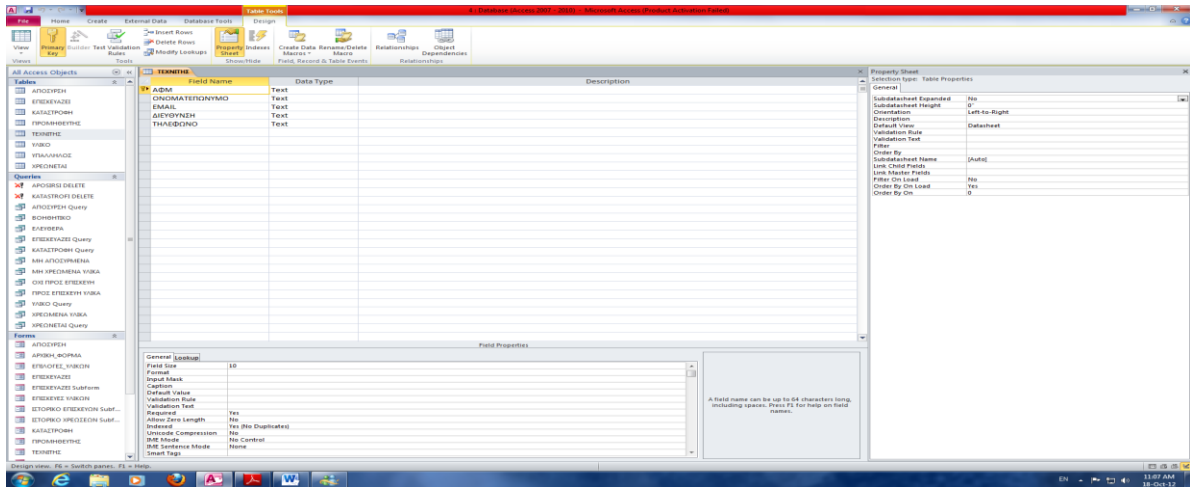 Table Tools
4 : Database (Access 2007 - 2010) - Microsoft Access (Product Activation Failed)
File Home Create External Data Database Tools Design
View Primary Key Builder Test Validation Rules Insert Rows Delete Rows Modify Lookups Property Sheet Indexes Create Data Macros Rename/Delete Macro Relationships Object Dependencies
Views Tools Show/Hide Field, Record & Table Events Relationships
All Access Objects
Tables
ΑΠΟΣΥΡΣΗ
ΕΠΙΣΚΕΥΑΖΕΙ
ΚΑΤΑΣΤΡΟΦΗ
ΠΡΟΜΗΘΕΥΤΗΣ
ΤΕΧΝΙΤΗΣ
ΥΛΙΚΟ
ΥΠΑΛΛΗΛΟΣ
ΧΡΕΩΝΕΤΑΙ
Queries
APOSIRSI DELETE
KATASTROFI DELETE
ΑΠΟΣΥΡΣΗ Query
ΒΟΗΘΗΤΙΚΟ
ΕΛΕΥΘΕΡΑ
ΕΠΙΣΚΕΥΑΖΕΙ Query
ΚΑΤΑΣΤΡΟΦΗ Query
ΜΗ ΑΠΟΣΥΡΜΕΝΑ
ΜΗ ΧΡΕΩΜΕΝΑ ΥΛΙΚΑ
ΟΧΙ ΠΡΟΣ ΕΠΙΣΚΕΥΗ
ΠΡΟΣ ΕΠΙΣΚΕΥΗ ΥΛΙΚΑ
ΥΛΙΚΟ Query
ΧΡΕΩΜΕΝΑ ΥΛΙΚΑ
ΧΡΕΩΝΕΤΑΙ Query
Forms
ΑΠΟΣΥΡΣΗ
ΑΡΧΙΚΗ_ΦΟΡΜΑ
ΕΠΙΛΟΓΕΣ_ΥΛΙΚΩΝ
ΕΠΙΣΚΕΥΑΖΕΙ
ΕΠΙΣΚΕΥΑΖΕΙ Subform
ΕΠΙΣΚΕΥΕΣ ΥΛΙΚΩΝ
ΙΣΤΟΡΙΚΟ ΕΠΙΣΚΕΥΩΝ Subf...
ΙΣΤΟΡΙΚΟ ΧΡΕΩΣΕΩΝ Subf...
ΚΑΤΑΣΤΡΟΦΗ
ΠΡΟΜΗΘΕΥΤΗΣ
ΤΕΧΝΙΤΗΣ
ΤΕΧΝΙΤΗΣ
Field Name Data Type Description
ΑΦΜ Text
ΟΝΟΜΑΤΕΠΩΝΥΜΟ Text
EMAIL Text
ΔΙΕΥΘΥΝΣΗ Text
ΤΗΛΕΦΩΝΟ Text
Field Properties
General Lookup
Field Size 10
Format
Input Mask
Caption
Default Value
Validation Rule
Validation Text
Required Yes
Allow Zero Length No
Indexed Yes (No Duplicates)
Unicode Compression No
IME Mode No Control
IME Sentence Mode None
Smart Tags
A field name can be up to 64 characters long,
including spaces. Press F1 for help on field
names.
Property Sheet
Selection type: Table Properties
General
Subdatasheet Expanded No
Subdatasheet Height 0"
Orientation Left-to-Right
Description
Default View Datasheet
Validation Rule
Validation Text
Filter
Order By
Subdatasheet Name [Auto]
Link Child Fields
Link Master Fields
Filter On Load No
Order By On Load Yes
Order By On 0
Design view. F6 = Switch panes. F1 = Help.
EN
11:07 AM
18-Oct-12